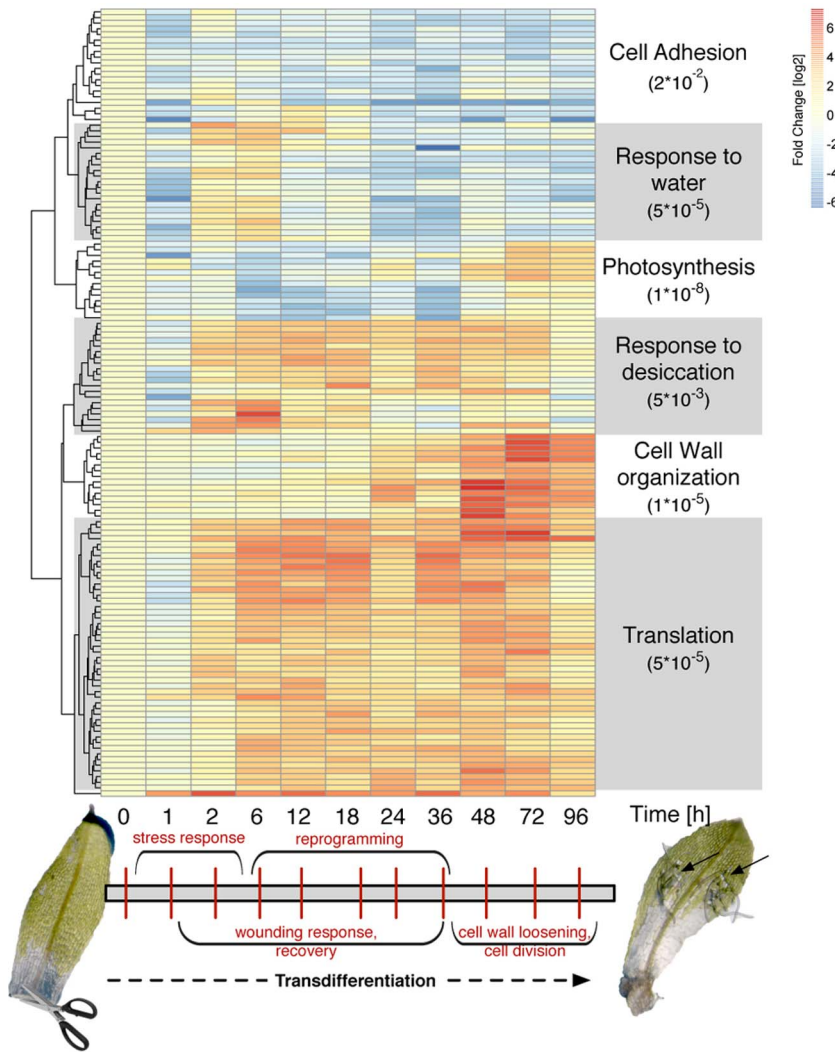 Cell Adhesion
(2*10-2)
Response to
water
(5*10-5)
Photosynthesis
(1*10-8)
Response to
desiccation
(5*10-3)
Cell Wall
organization
(1*10-5)
Translation
(5*10-5)
Fold Change [log2]
6
4
2
0
-2
-4
-6
0 1 2 6 12 18 24 36 48 72 96 Time [h]
stress response reprogramming
wounding response,
recovery
cell wall loosening,
cell division
Transdifferentiation